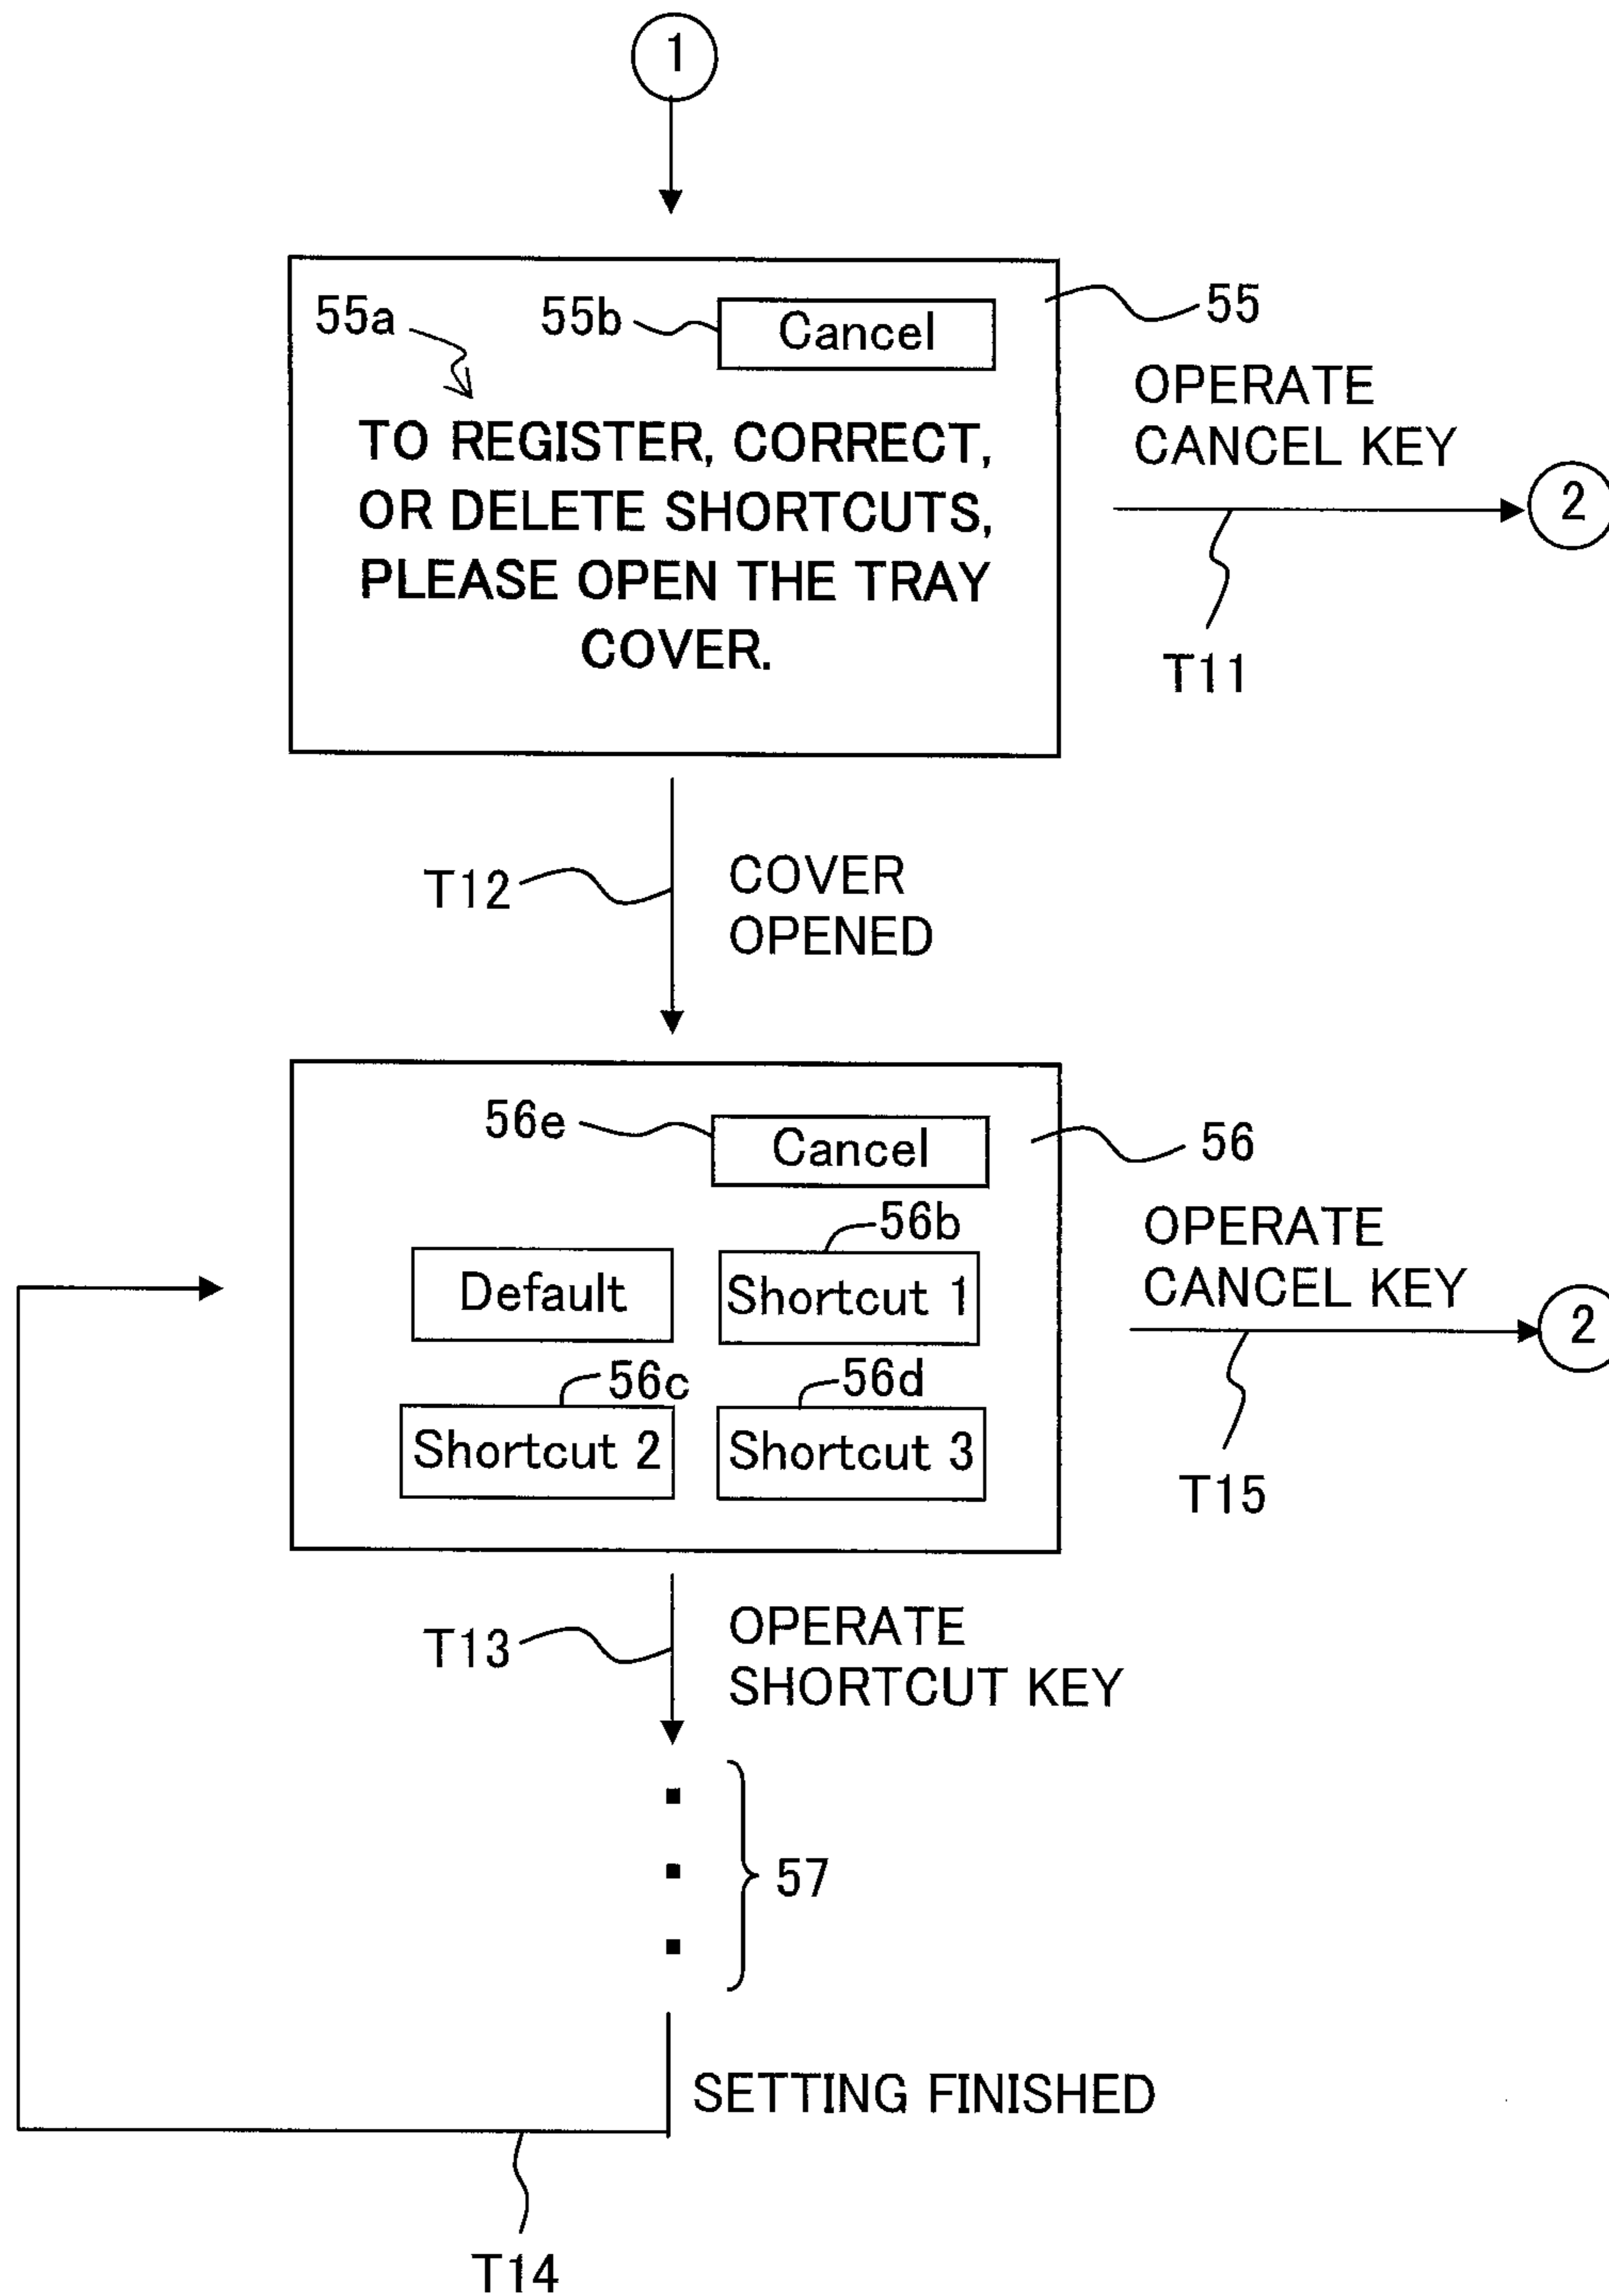 1
55a
55b
Cancel
55
TO REGISTER, CORRECT,
OR DELETE SHORTCUTS,
PLEASE OPEN THE TRAY
COVER.
OPERATE
CANCEL KEY
2
T11
T12
COVER
OPENED
56e
Cancel
56
56b
Default
Shortcut 1
56c
56d
Shortcut 2
Shortcut 3
OPERATE
CANCEL KEY
2
T15
T13
OPERATE
SHORTCUT KEY
57
SETTING FINISHED
T14